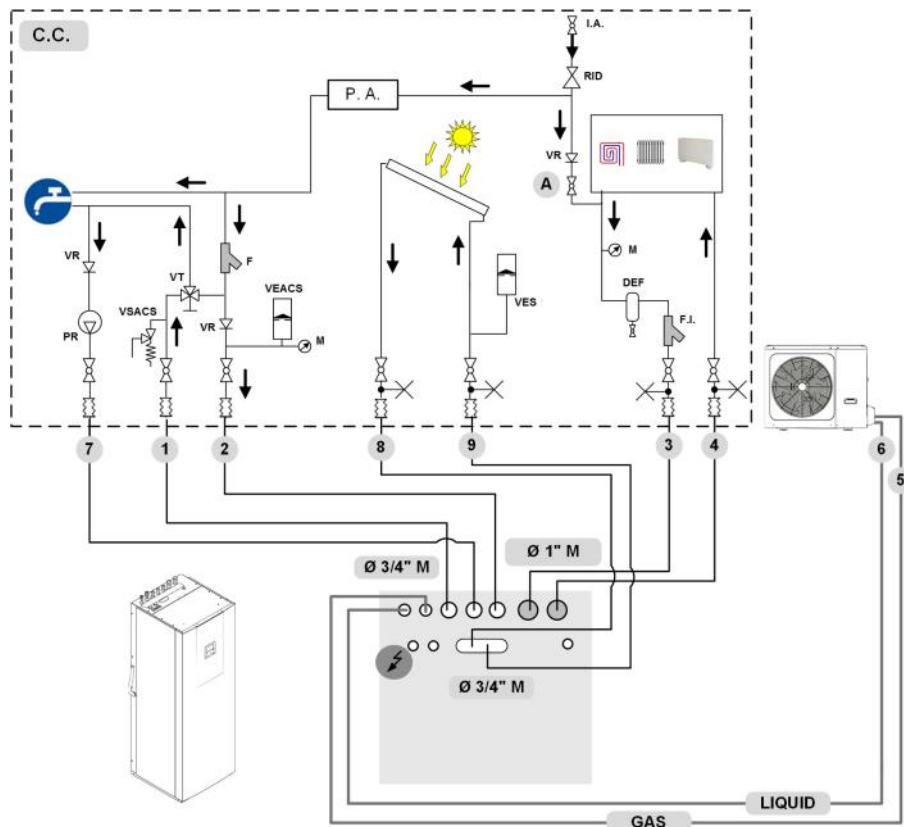 C.C.
I.A.
RID
P. A.
VR
A
M
F
VR
VT
VEACS
VES
DEF
VSACS
VR
M
F.I.
PR
7
1
2
8
9
3
4
6
5
Ø 1" M
Ø 3/4" M
Ø 3/4" M
LIQUID
GAS